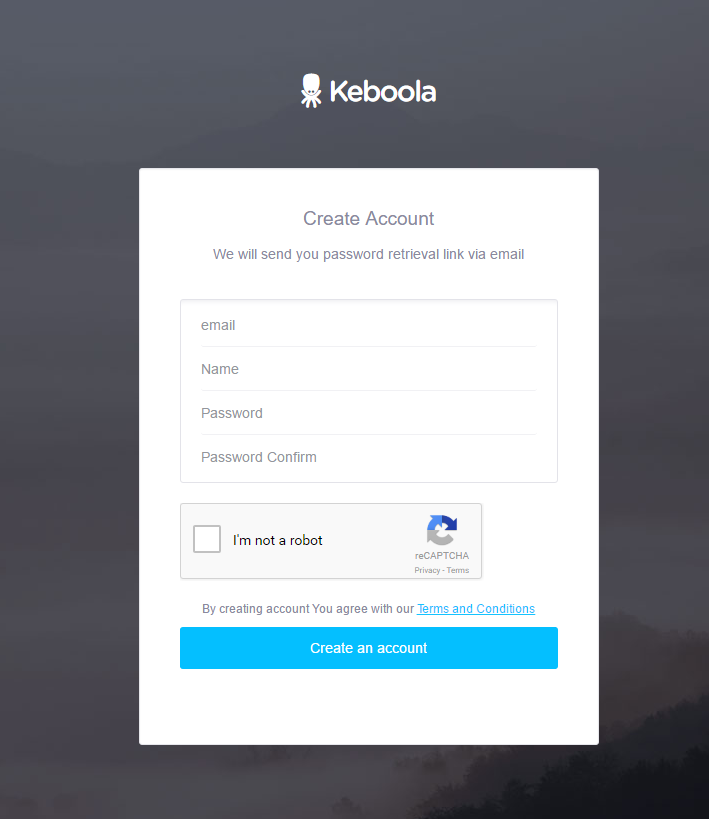 Keboola
Create Account
We will send you password retrieval link via email
email
Name
Password
Password Confirm
I'm not a robot
reCAPTCHA
Privacy - Terms
By creating account You agree with our Terms and Conditions
Create an account